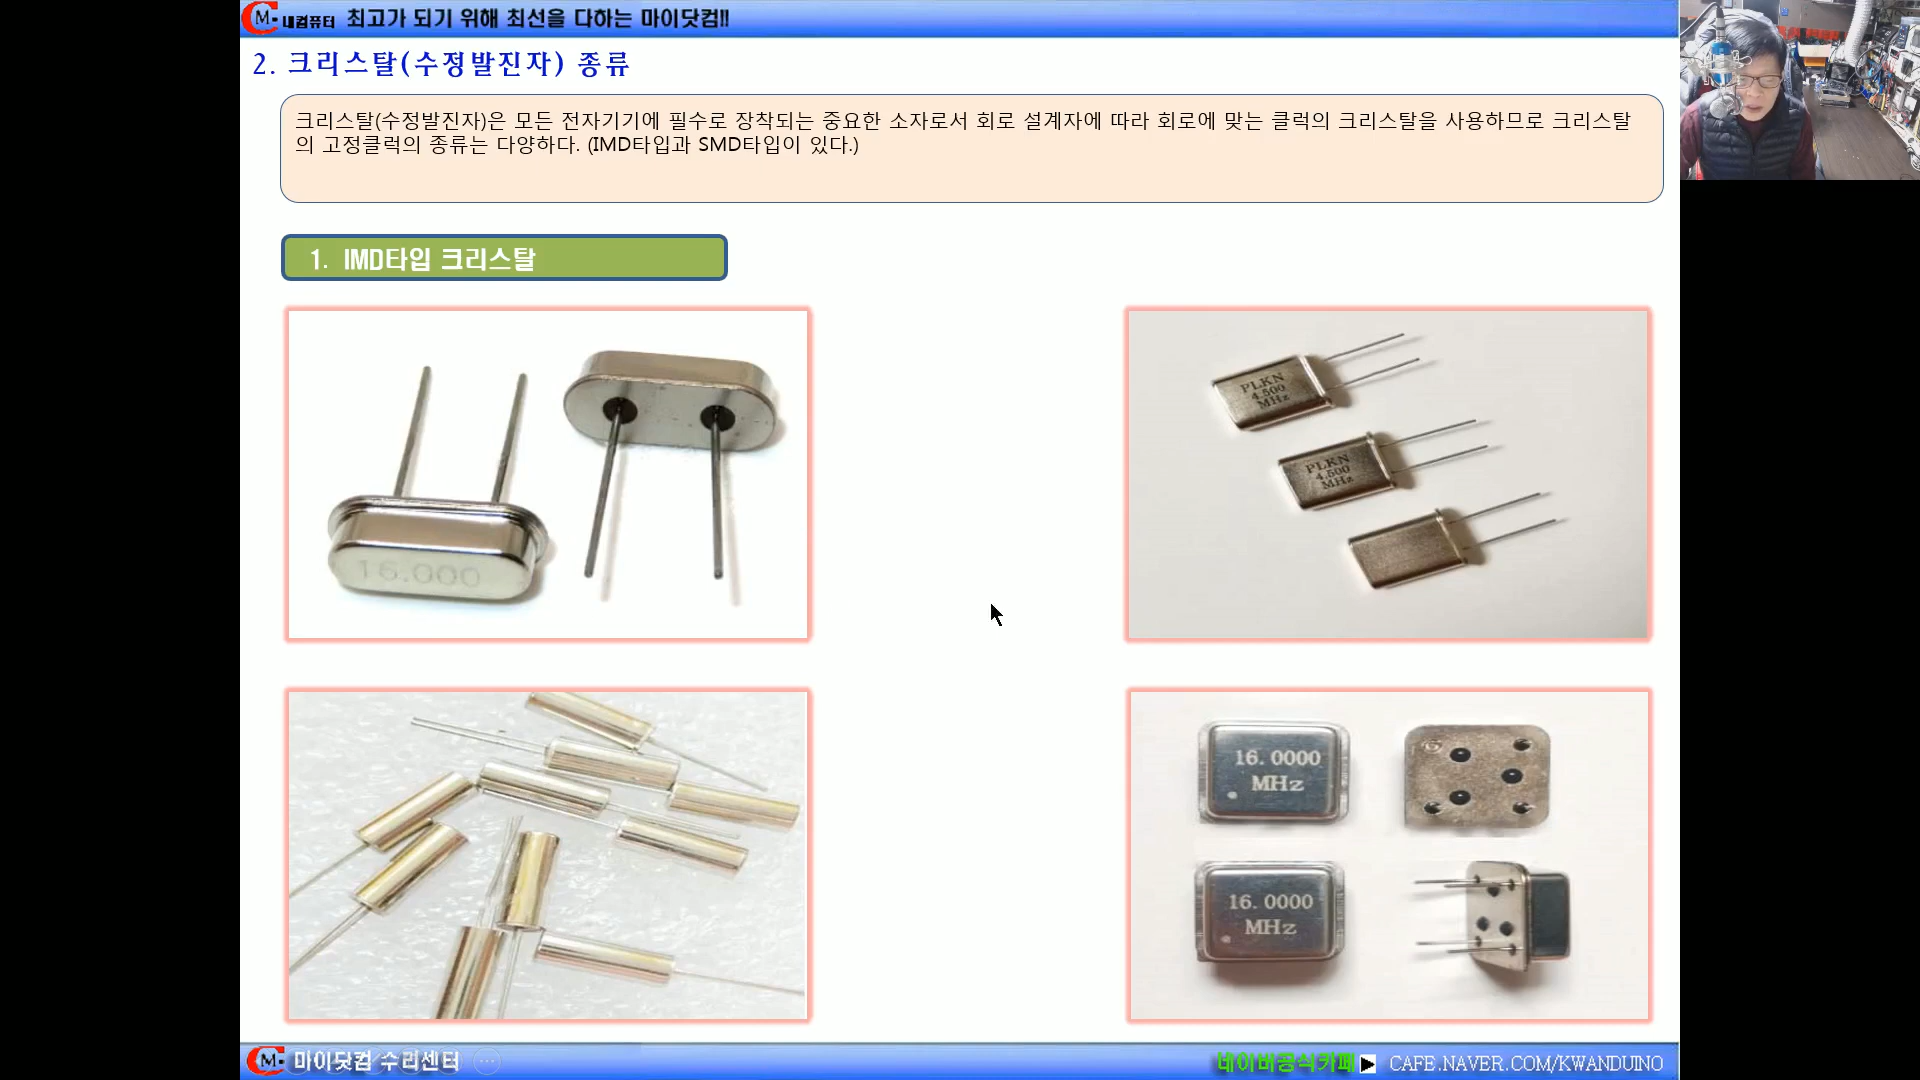 CM. 내컴퓨터 최고가 되기 위해 최선을 다하는 마이닷컴!!
2. 크리스탈(수정발진자) 종류
크리스탈(수정발진자)은 모든 전자기기에 필수로 장착되는 중요한 소자로서 회로 설계자에 따라 회로에 맞는 클럭의 크리스탈을 사용하므로 크리스탈
의 고정클럭의 종류는 다양하다. (IMD타입과 SMD타입이 있다.)
1. IMD타입 크리스탈
16.000
PLKN
4.500
MHz
PLKN
4.500
MHz
16.0000
MHz
16.0000
MHz
CM. 마이닷컴 수리센터
네이버공식카페 ▶ CAFE.NAVER.COM/KWANDUINO